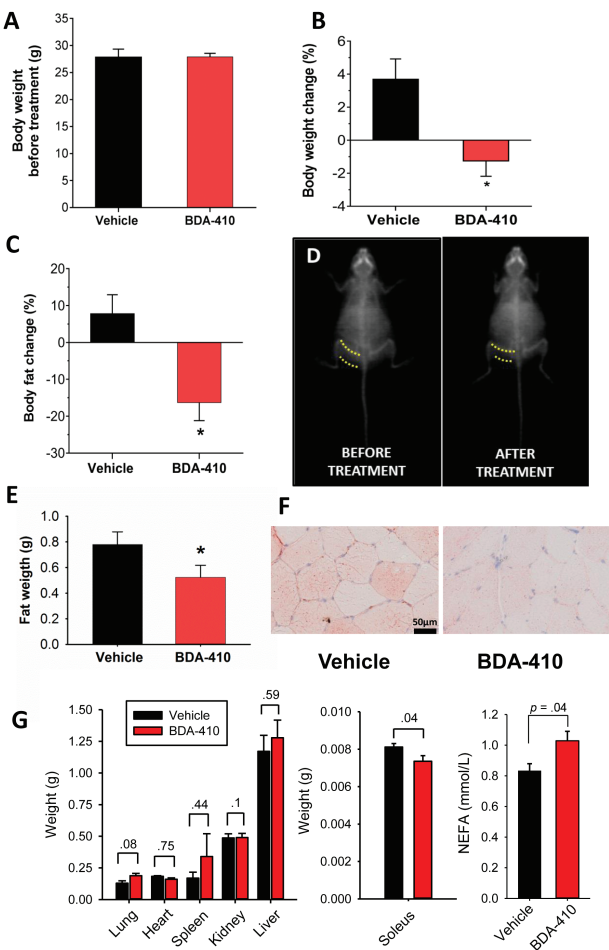 A
35
30
25
20
15
10
5
0
Body weight
before treatment (g)
Vehicle
BDA-410
B
6
4
2
0
-2
-4
Body weight change (%)
Vehicle
BDA-410
*
C
20
10
0
-10
-20
-30
Body fat change (%)
Vehicle
BDA-410
*
D
BEFORE
TREATMENT
AFTER
TREATMENT
E
1.0
0.8
0.6
0.4
0.2
0.0
Fat weigth (g)
*
Vehicle
BDA-410
F
50μm
Vehicle
BDA-410
G
1.50
1.25
1.00
0.75
0.50
0.25
0.00
Weight (g)
Vehicle
BDA-410
.08
.75
.44
.1
.59
Lung
Heart
Spleen
Kidney
Liver
0.010
0.008
0.006
0.004
0.002
0.000
Weight (g)
.04
Soleus
1.2
1.0
0.8
0.6
0.4
0.2
0.0
NEFA (mmol/L)
p = .04
Vehicle
BDA-410